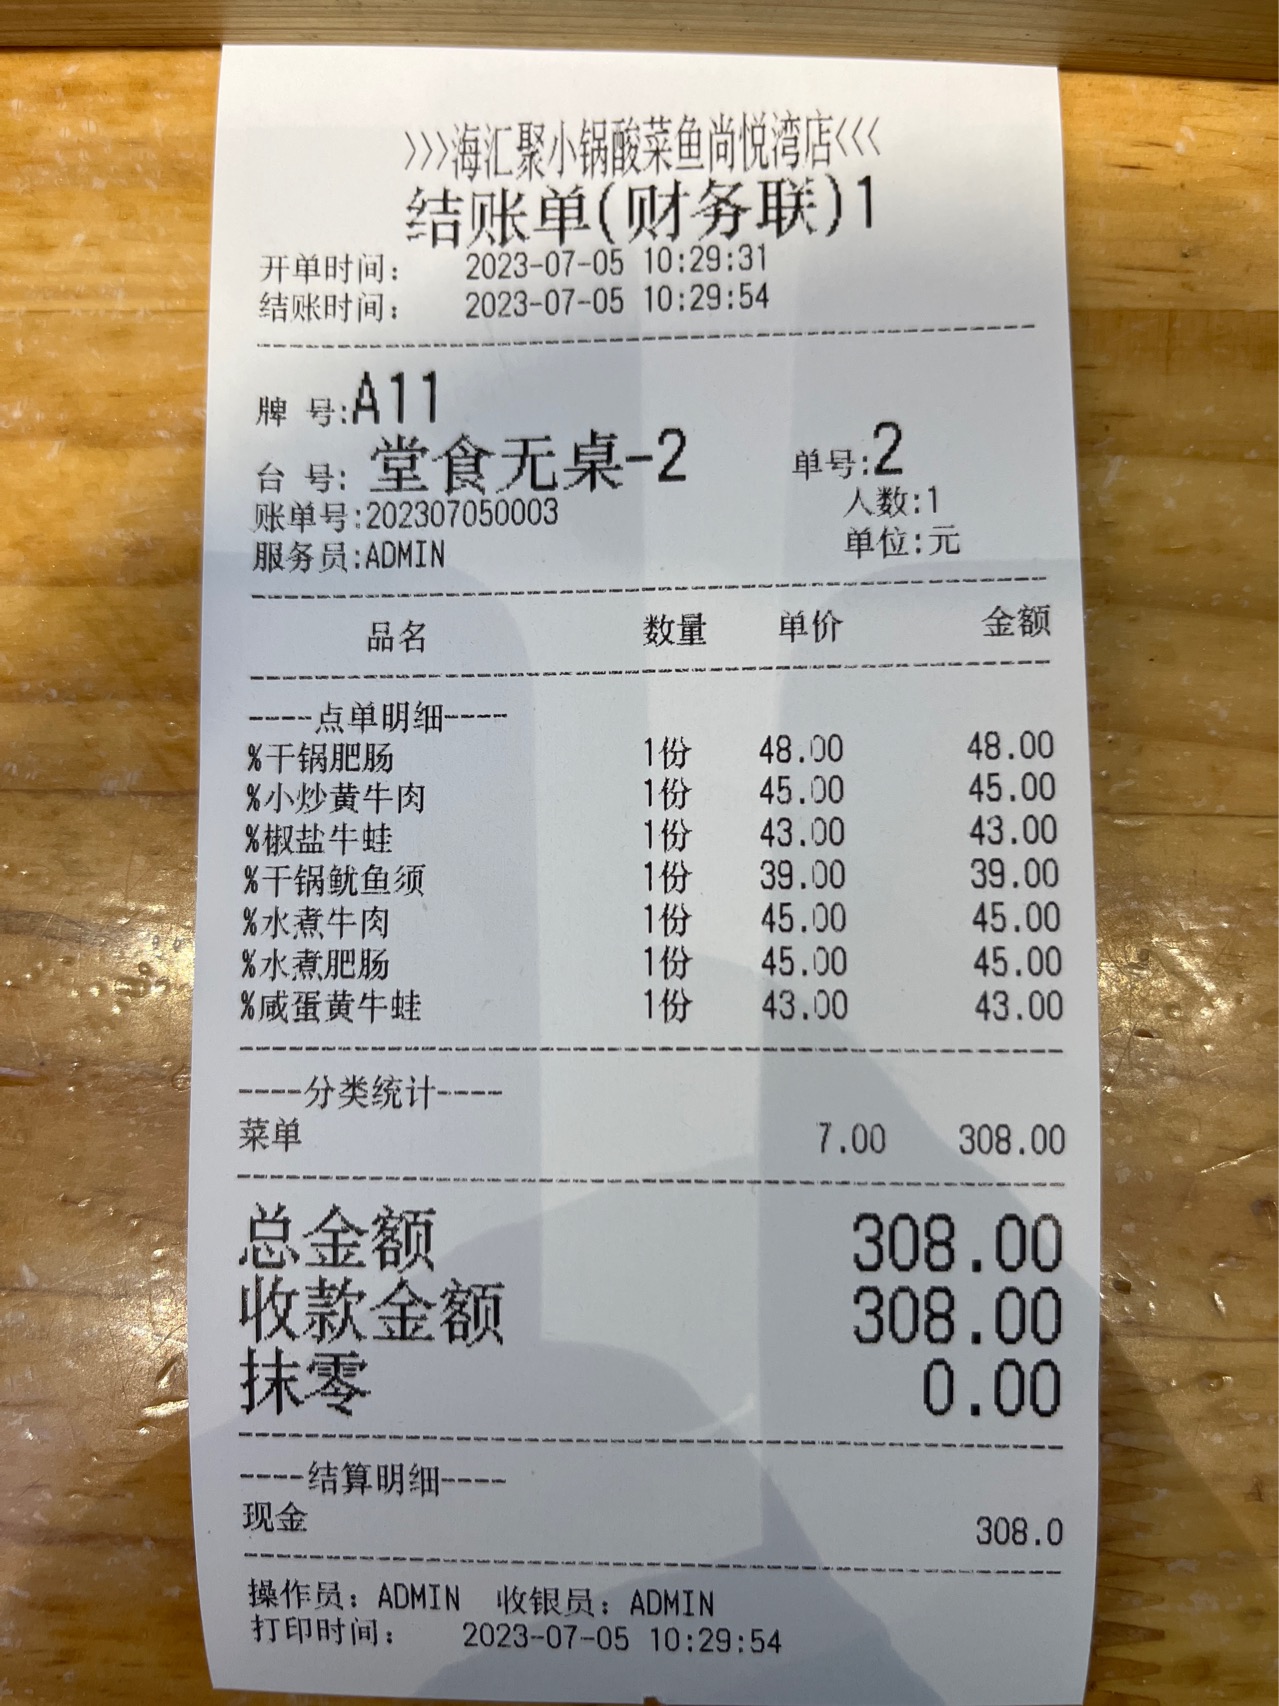 >>>海汇聚小锅酸菜鱼尚悦湾店<<<
结账单(财务联)1
开单时间: 2023-07-05 10:29:31
结账时间: 2023-07-05 10:29:54
牌 号:A11
台 号: 堂食无桌-2 单号:2
账单号:202307050003 人数:1
服务员:ADMIN 单位:元
品名 数量 单价 金额
----点单明细----
%干锅肥肠 1份 48.00 48.00
%小炒黄牛肉 1份 45.00 45.00
%椒盐牛蛙 1份 43.00 43.00
%干锅鱿鱼须 1份 39.00 39.00
%水煮牛肉 1份 45.00 45.00
%水煮肥肠 1份 45.00 45.00
%咸蛋黄牛蛙 1份 43.00 43.00
----分类统计----
菜单 7.00 308.00
总金额 308.00
收款金额 308.00
抹零 0.00
----结算明细----
现金 308.0
操作员: ADMIN 收银员: ADMIN
打印时间: 2023-07-05 10:29:54